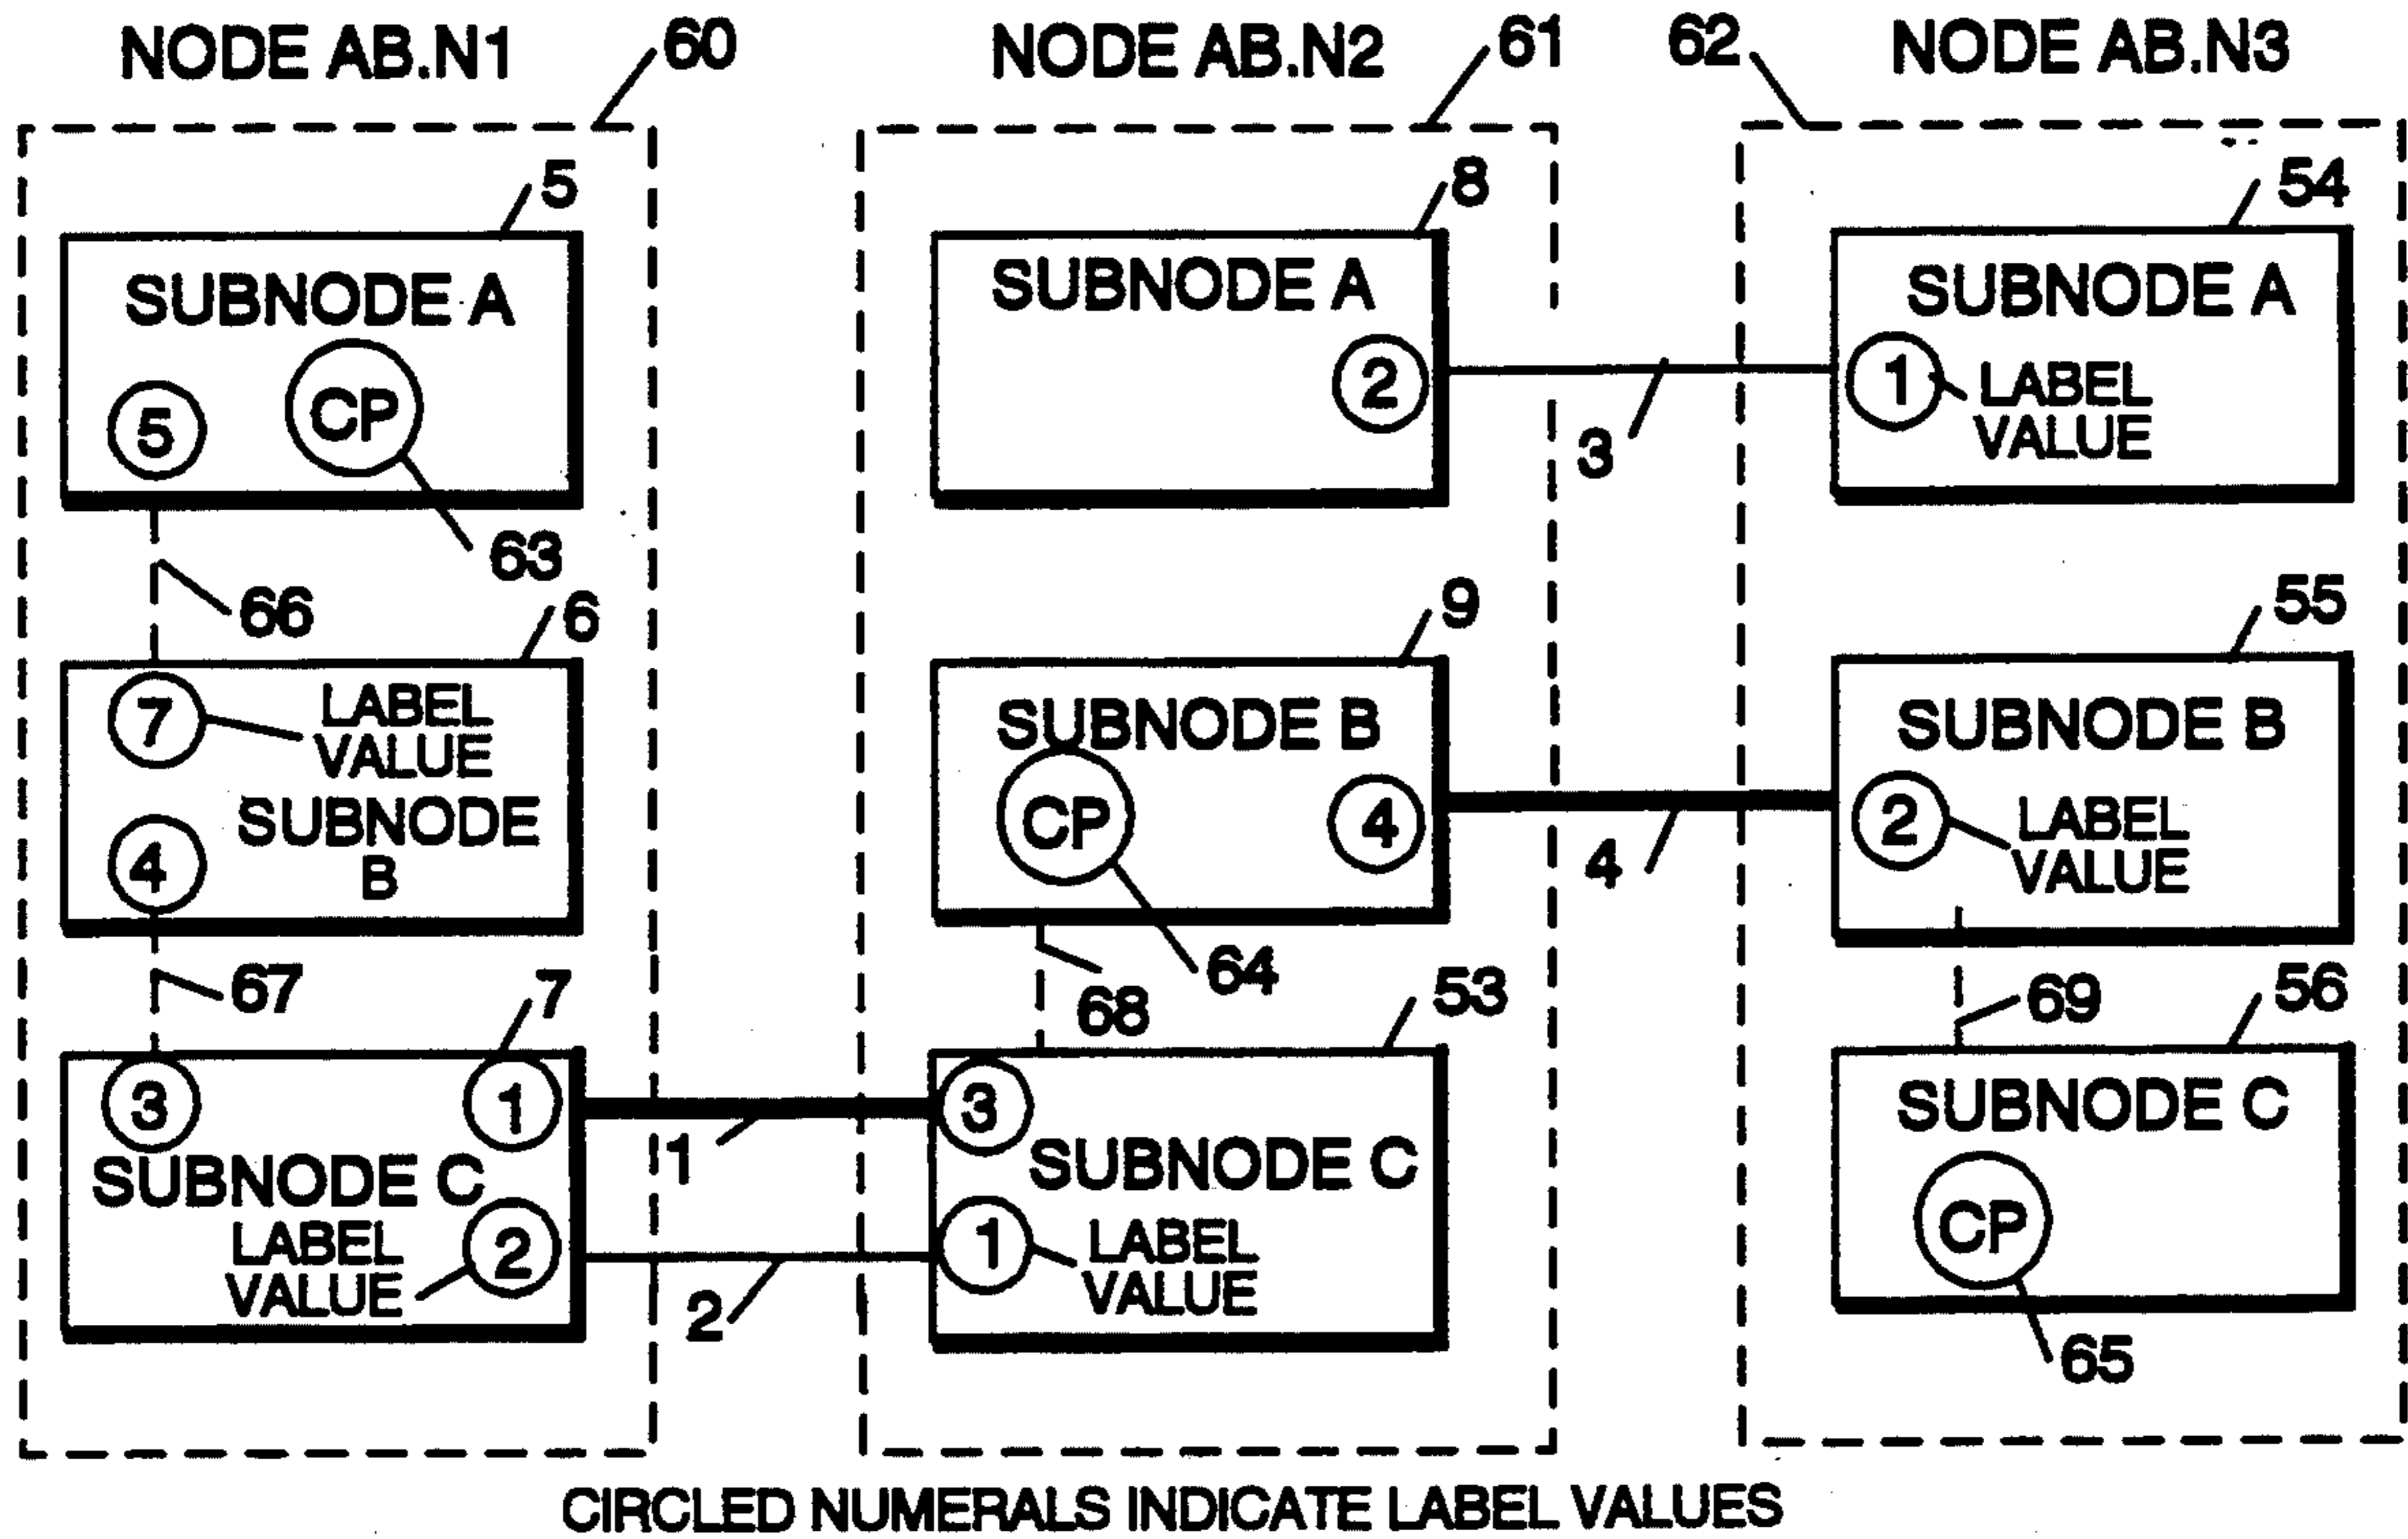 NODE AB.N1
60
NODE AB.N2
61
62
NODE AB.N3
5
SUBNODE A
5
CP
63
66
6
7
LABEL
VALUE
SUBNODE
B
4
67
7
3
1
SUBNODE C
LABEL
VALUE
2
1
2
8
SUBNODE A
2
3
9
SUBNODE B
CP
4
64
4
68
53
3
SUBNODE C
1
LABEL
VALUE
54
SUBNODE A
1
LABEL
VALUE
55
SUBNODE B
2
LABEL
VALUE
69
56
SUBNODE C
CP
65
CIRCLED NUMERALS INDICATE LABEL VALUES